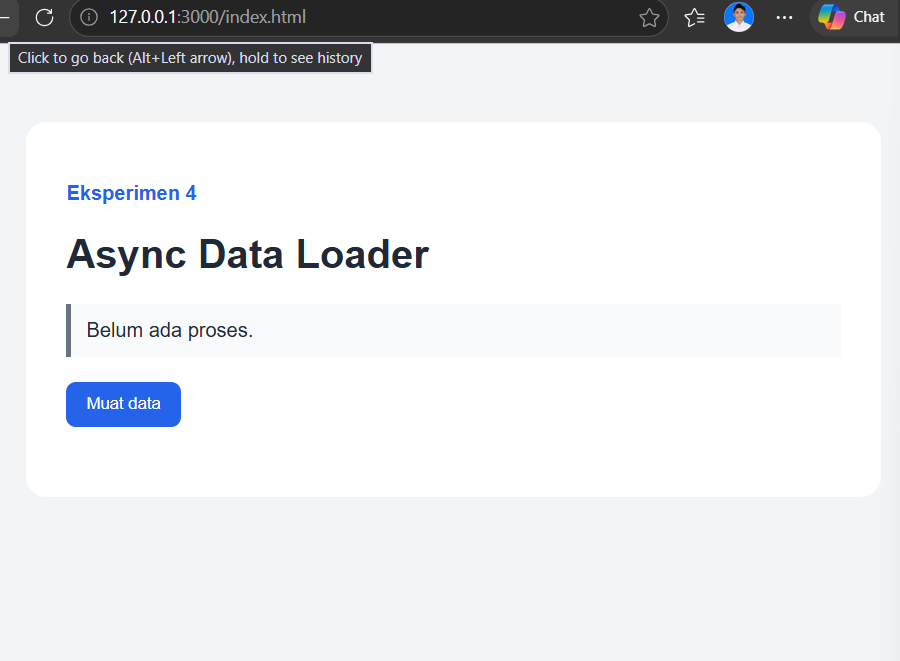 127.0.0.1:3000/index.html
Chat
Click to go back (Alt+Left arrow), hold to see history
Eksperimen 4
Async Data Loader
Belum ada proses.
Muat data